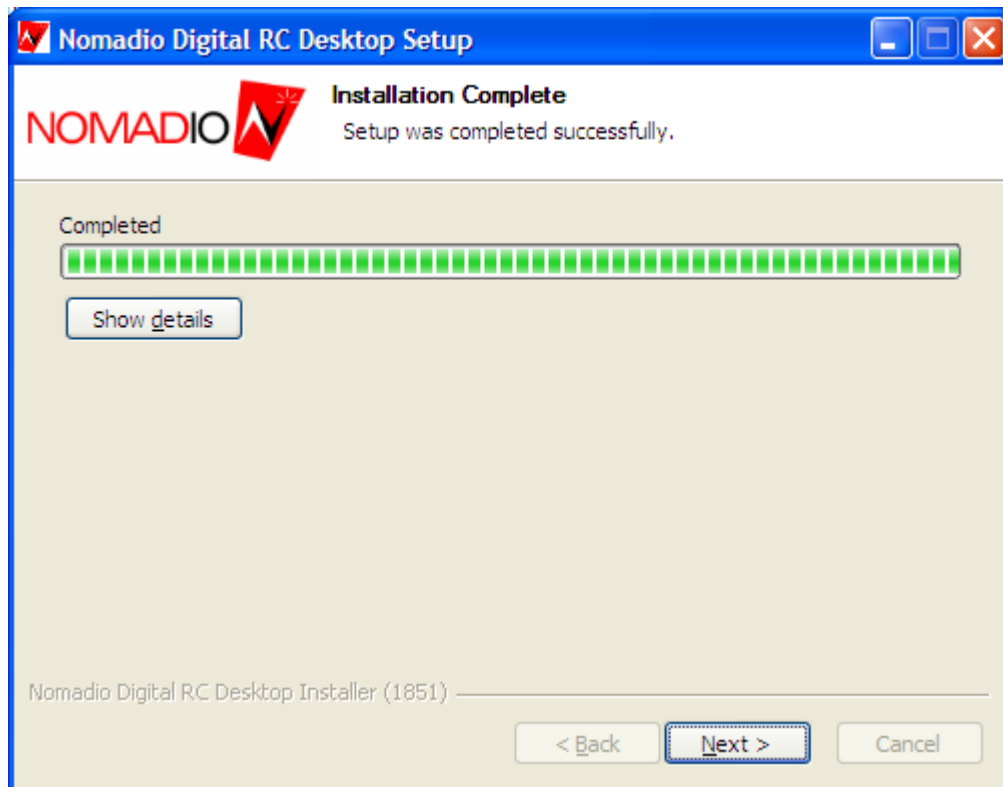 Nomadio Digital RC Desktop Setup
NOMADIO
Installation Complete
Setup was completed successfully.
Completed
Show details
Nomadio Digital RC Desktop Installer (1851)
< Back
Next >
Cancel